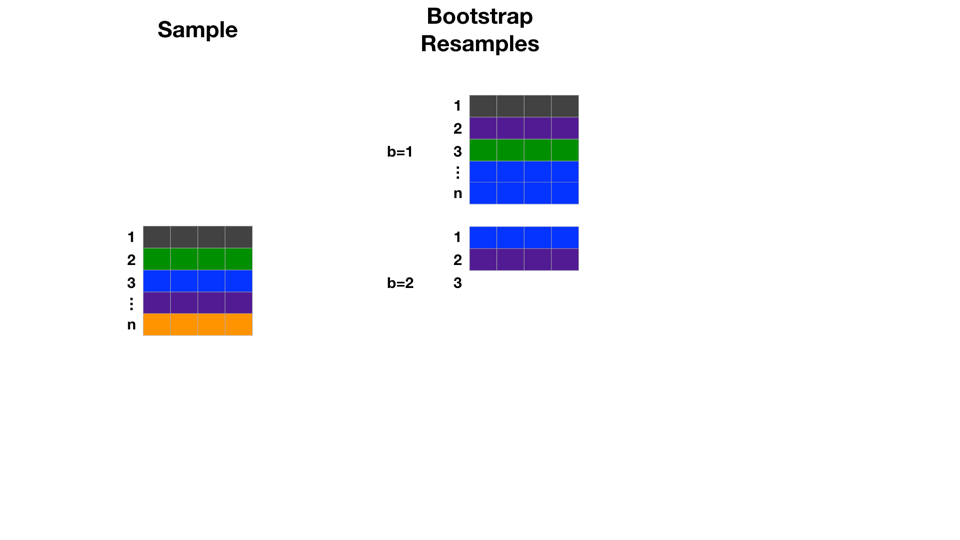 Sample
Bootstrap
Resamples
1
2
b=1 3
⋮
n
1
2
3
⋮
n
1
2
b=2 3